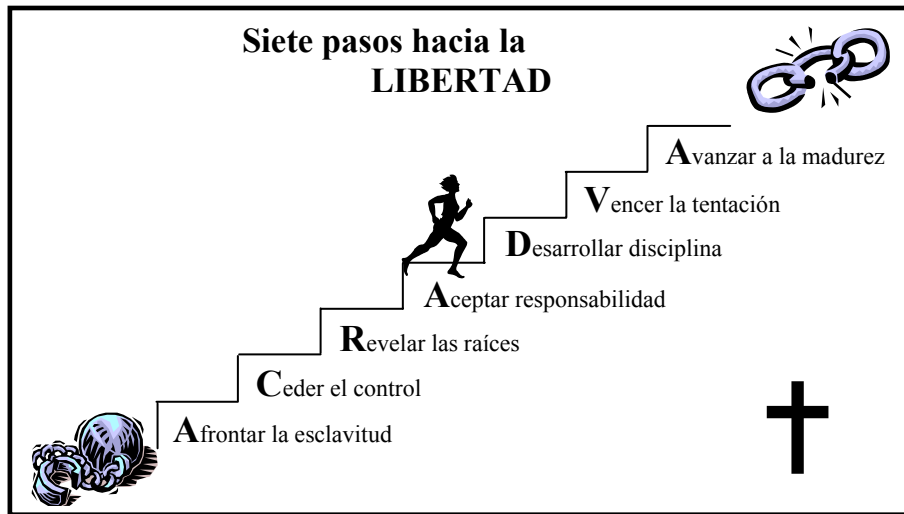 Siete pasos hacia la
LIBERTAD
Avanzar a la madurez
Vencer la tentación
Desarrollar disciplina
Aceptar responsabilidad
Revelar las raíces
Ceder el control
Afrontar la esclavitud